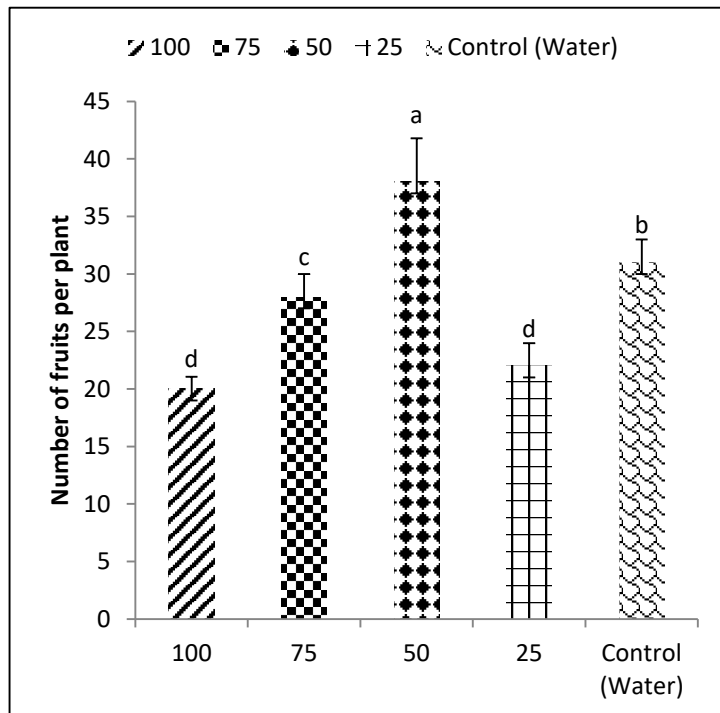 100 75 50 25 Control (Water)
45
40
35
30
25
20
15
10
5
0
Number of fruits per plant
d
c
a
d
b
100 75 50 25 Control
(Water)